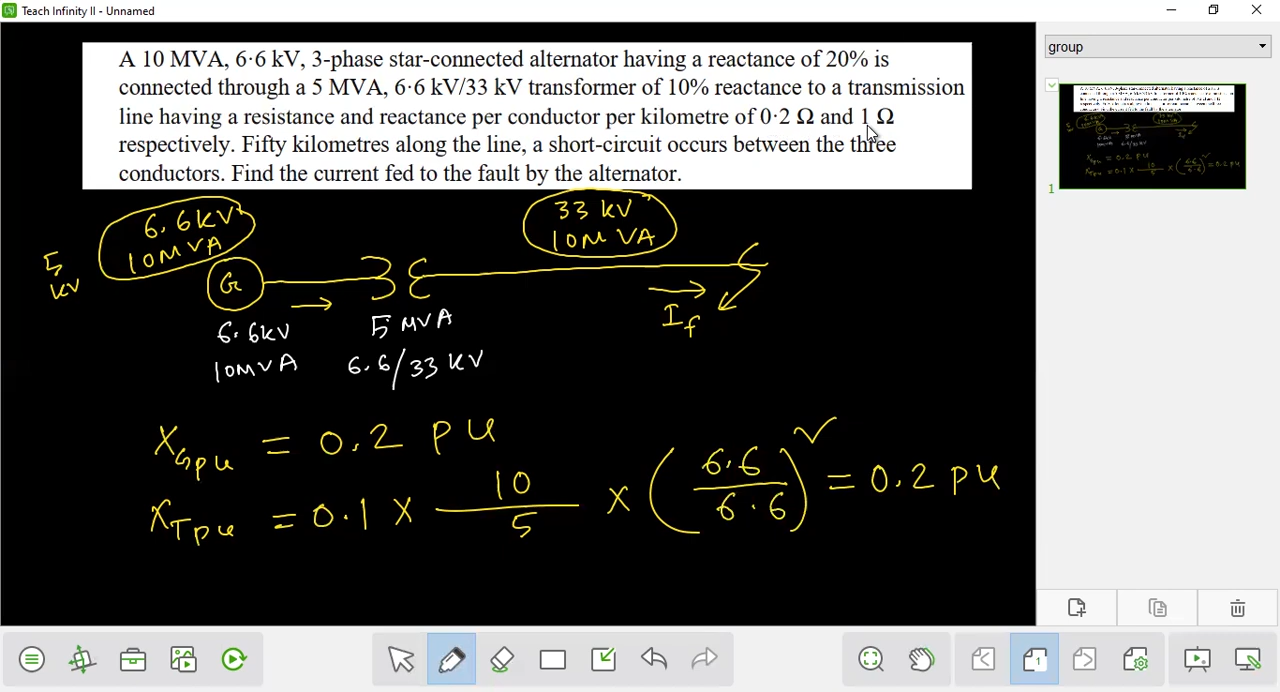 Teach Infinity II - Unnamed
A 10 MVA, 6·6 kV, 3-phase star-connected alternator having a reactance of 20% is
connected through a 5 MVA, 6·6 kV/33 kV transformer of 10% reactance to a transmission
line having a resistance and reactance per conductor per kilometre of 0·2 Ω and 1 Ω
respectively. Fifty kilometres along the line, a short-circuit occurs between the three
conductors. Find the current fed to the fault by the alternator.
group
1
6.6kV
10MVA
33 kV
10MVA
5
kV
G
I_f
6.6kV
10MVA
5 MVA
6.6/33 kV
X_Gpu = 0.2 pu
X_Tpu = 0.1 × 10/5 × (6.6/6.6)² = 0.2 pu
1